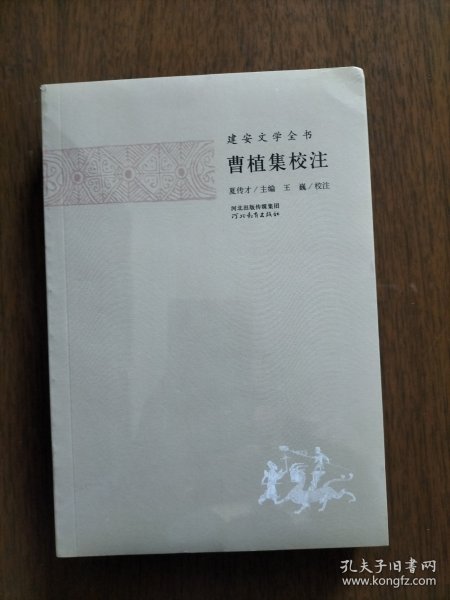 建安文学全书
曹植集校注
夏传才/主编 王巍/校注
河北出版传媒集团
河北教育出版社
孔夫子旧书网
www.kongfz.com